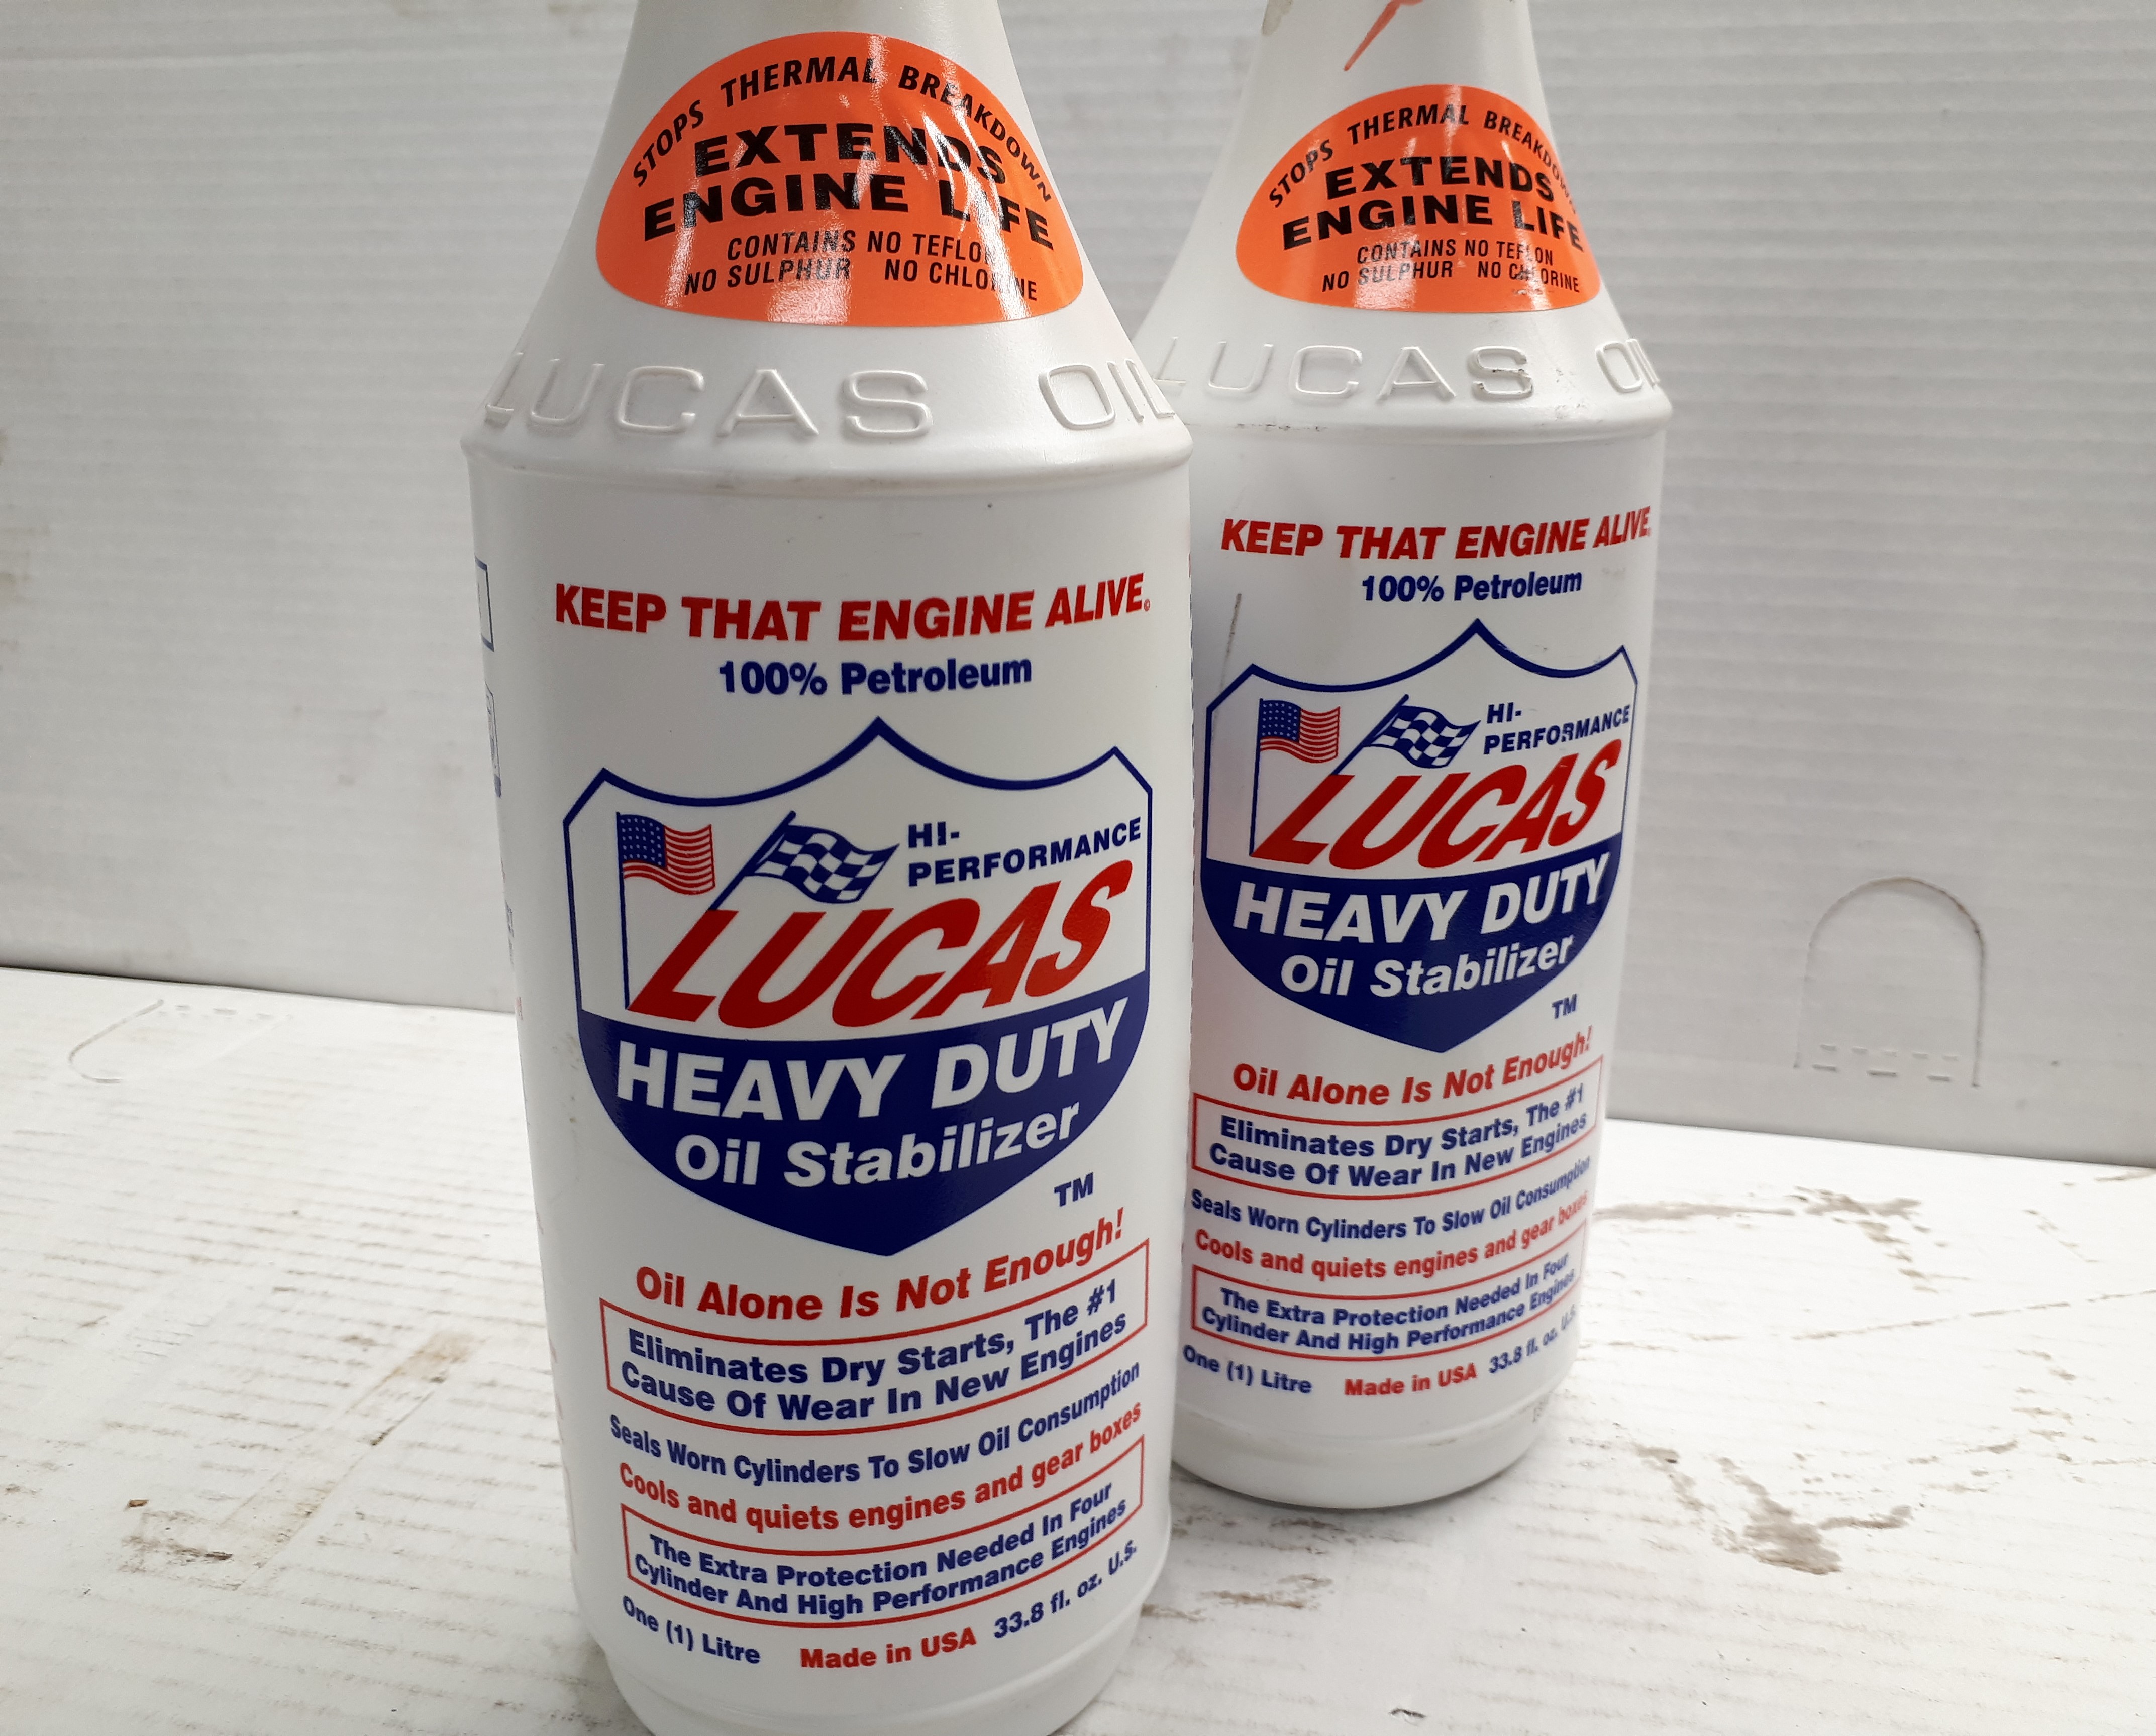 STOPS THERMAL BREAKDOWN
EXTENDS
ENGINE LIFE
CONTAINS NO TEFLON
NO SULPHUR NO CHLORINE
LUCAS OIL
KEEP THAT ENGINE ALIVE.©
100% Petroleum
HI-
PERFORMANCE
LUCAS
HEAVY DUTY
Oil Stabilizer
TM
Oil Alone Is Not Enough!
Eliminates Dry Starts, The #1
Cause Of Wear In New Engines
Seals Worn Cylinders To Slow Oil Consumption
Cools and quiets engines and gear boxes
The Extra Protection Needed In Four
Cylinder And High Performance Engines
One (1) Litre Made in USA 33.8 fl. oz. U.S.
STOPS THERMAL BREAKDOWN
EXTENDS
ENGINE LIFE
CONTAINS NO TEFLON
NO SULPHUR NO CHLORINE
LUCAS OIL
KEEP THAT ENGINE ALIVE.
100% Petroleum
HI-
PERFORMANCE
LUCAS
HEAVY DUTY
Oil Stabilizer
TM
Oil Alone Is Not Enough!
Eliminates Dry Starts, The #1
Cause Of Wear In New Engines
Seals Worn Cylinders To Slow Oil Consumption
Cools and quiets engines and gear boxes
The Extra Protection Needed In Four
Cylinder And High Performance Engines
One (1) Litre Made in USA 33.8 fl. oz. U.S.